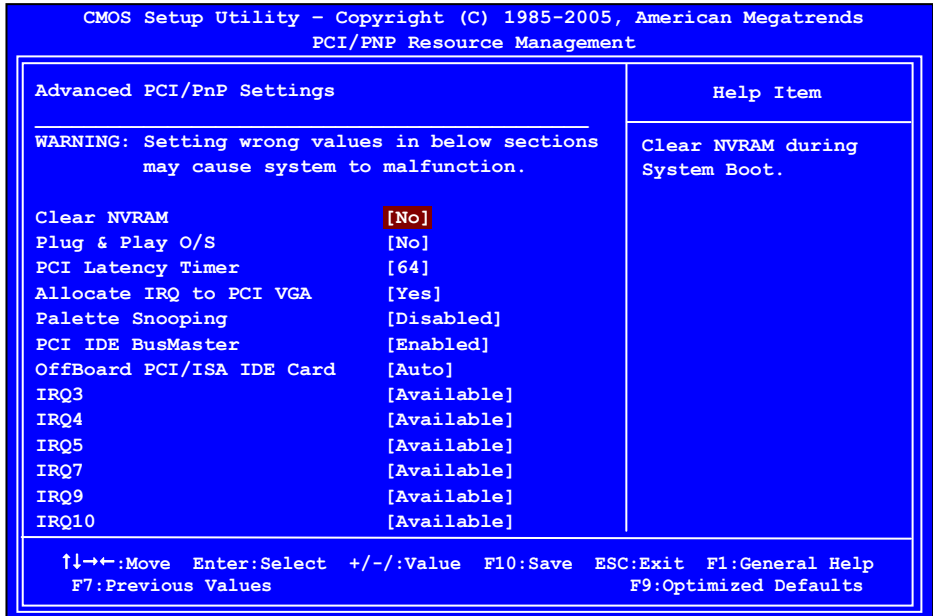 CMOS Setup Utility – Copyright (C) 1985-2005, American Megatrends
PCI/PNP Resource Management
Advanced PCI/PnP Settings
Help Item
WARNING: Setting wrong values in below sections
may cause system to malfunction.
Clear NVRAM during
System Boot.
Clear NVRAM [No]
Plug & Play O/S [No]
PCI Latency Timer [64]
Allocate IRQ to PCI VGA [Yes]
Palette Snooping [Disabled]
PCI IDE BusMaster [Enabled]
OffBoard PCI/ISA IDE Card [Auto]
IRQ3 [Available]
IRQ4 [Available]
IRQ5 [Available]
IRQ7 [Available]
IRQ9 [Available]
IRQ10 [Available]
↑↓→←:Move Enter:Select +/-/:Value F10:Save ESC:Exit F1:General Help
F7:Previous Values F9:Optimized Defaults